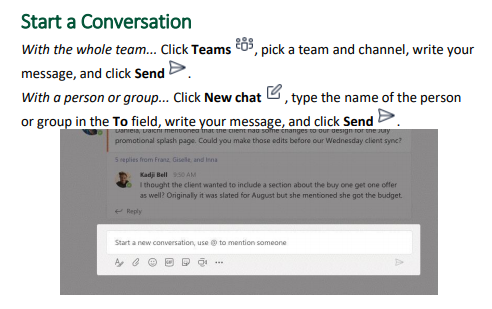 Start a Conversation
With the whole team... Click Teams , pick a team and channel, write your
message, and click Send .
With a person or group... Click New chat , type the name of the person
or group in the To field, write your message, and click Send .
Daniela, Daichi mentioned that the client had some changes to our design for the July
promotional splash page. Could you make those edits before our Wednesday client sync?
5 replies from Franz, Giselle, and Inna
Kadji Bell 9:50 AM
I thought the client wanted to include a section about the buy one get one offer
as well? Originally it was slated for August but she mentioned she got the budget.
Reply
Start a new conversation, use @ to mention someone
GIF